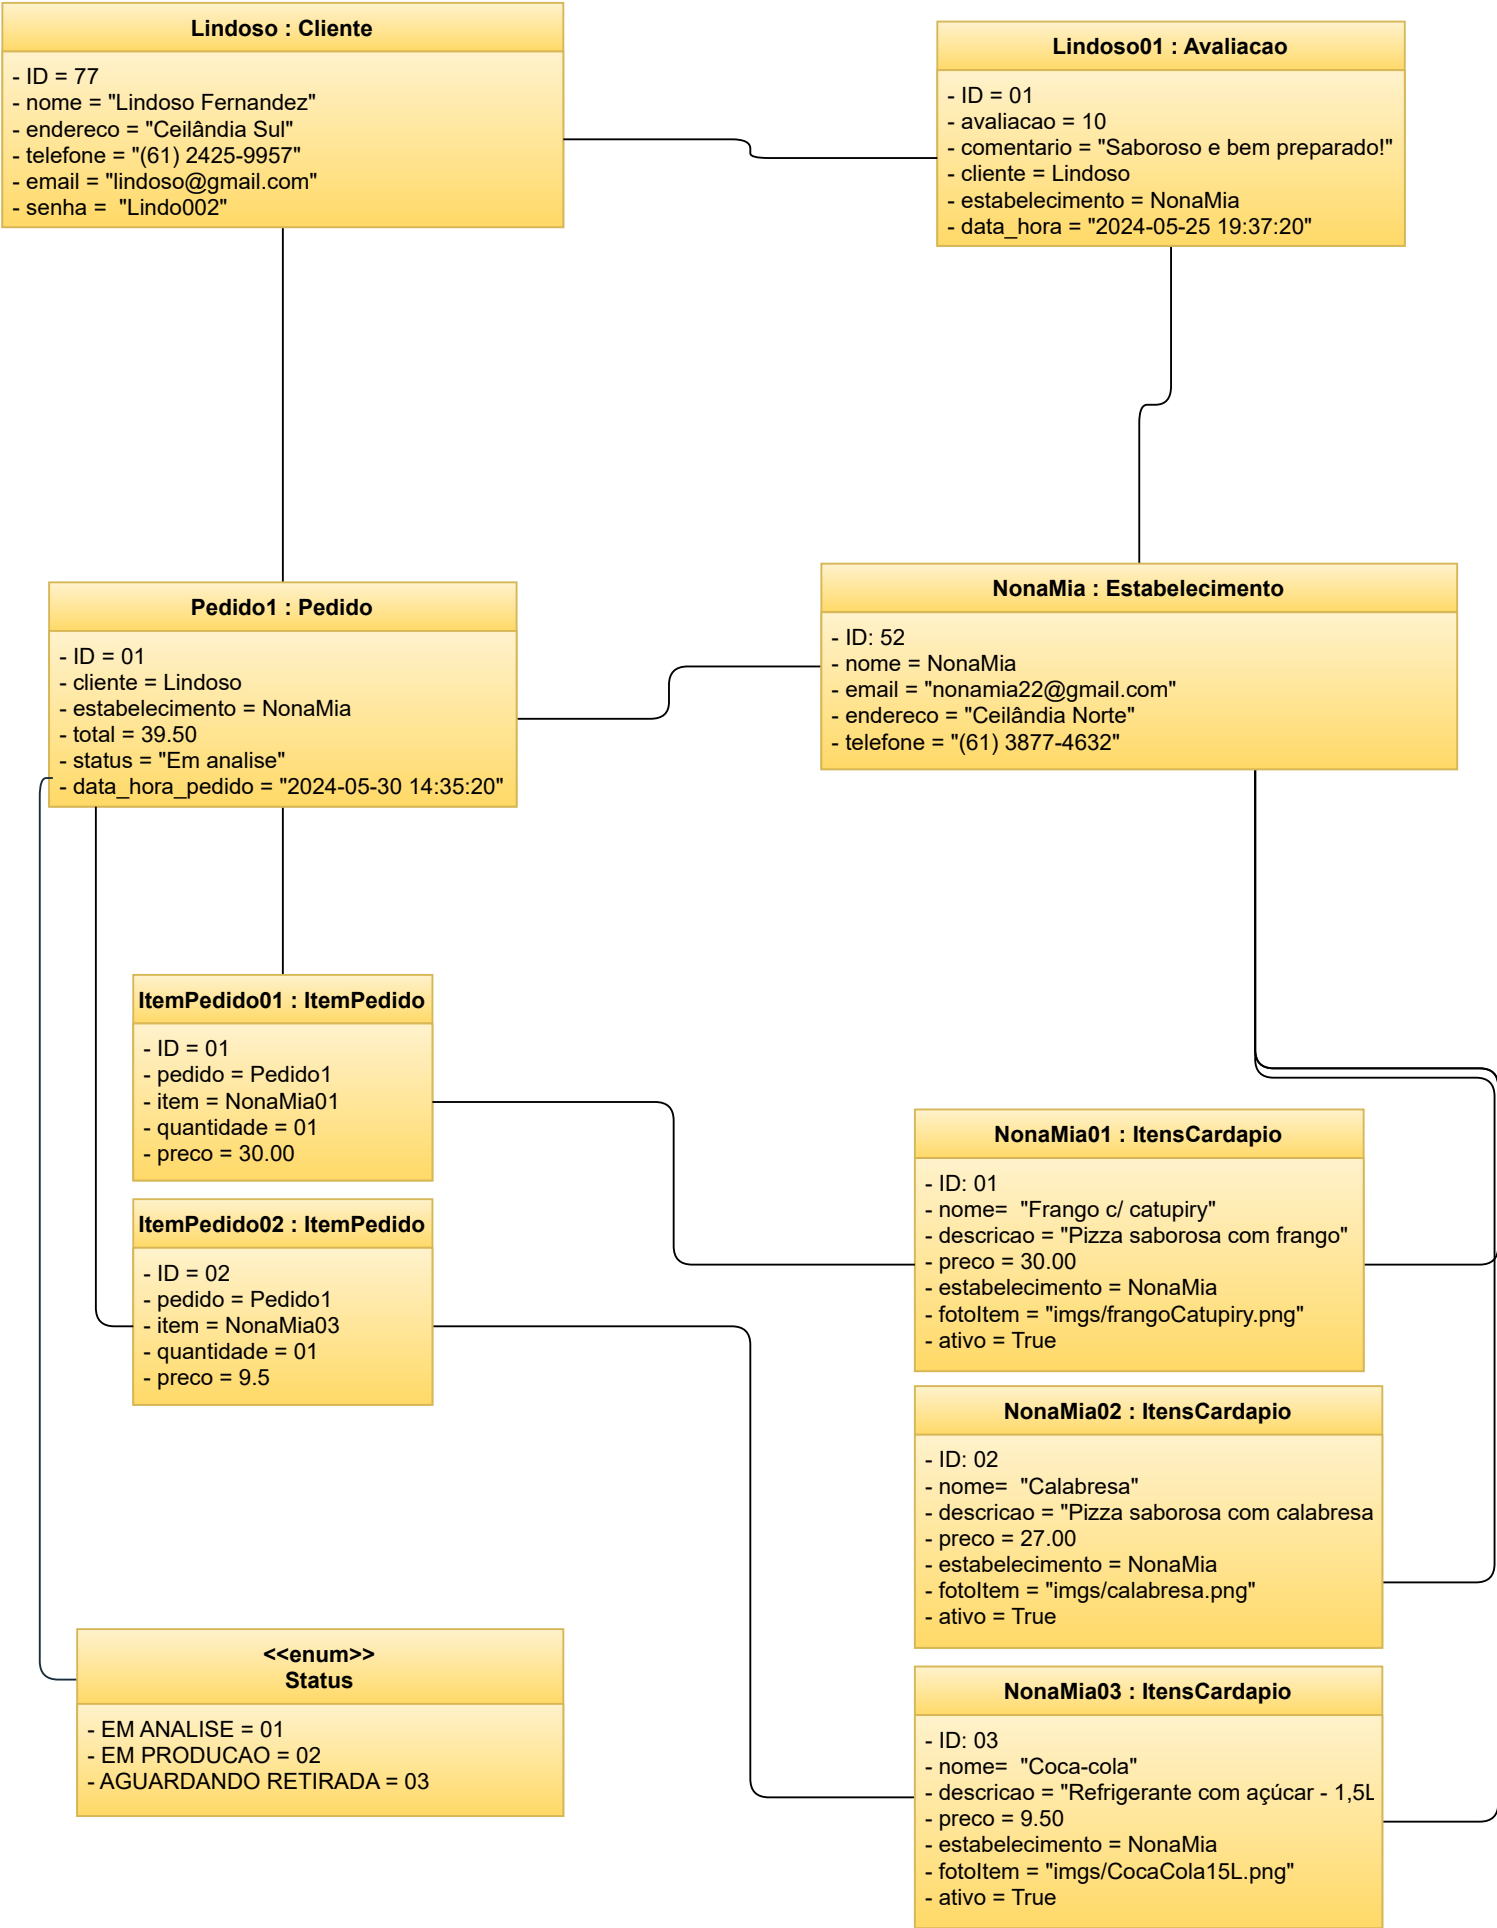 Lindoso : Cliente
- ID = 77
- nome = "Lindoso Fernandez"
- endereco = "Ceilândia Sul"
- telefone = "(61) 2425-9957"
- email = "lindoso@gmail.com"
- senha =  "Lindo002"
Lindoso01 : Avaliacao
- ID = 01
- avaliacao = 10
- comentario = "Saboroso e bem preparado!"
- cliente = Lindoso
- estabelecimento = NonaMia
- data_hora = "2024-05-25 19:37:20"
Pedido1 : Pedido
- ID = 01
- cliente = Lindoso
- estabelecimento = NonaMia
- total = 39.50
- status = "Em analise"
- data_hora_pedido = "2024-05-30 14:35:20"
NonaMia : Estabelecimento
- ID: 52
- nome = NonaMia
- email = "nonamia22@gmail.com"
- endereco = "Ceilândia Norte"
- telefone = "(61) 3877-4632"
ItemPedido01 : ItemPedido
- ID = 01
- pedido = Pedido1
- item = NonaMia01
- quantidade = 01
- preco = 30.00
ItemPedido02 : ItemPedido
- ID = 02
- pedido = Pedido1
- item = NonaMia03
- quantidade = 01
- preco = 9.5
NonaMia01 : ItensCardapio
- ID: 01
- nome=  "Frango c/ catupiry"
- descricao = "Pizza saborosa com frango"
- preco = 30.00
- estabelecimento = NonaMia
- fotoItem = "imgs/frangoCatupiry.png"
- ativo = True
NonaMia02 : ItensCardapio
- ID: 02
- nome=  "Calabresa"
- descricao = "Pizza saborosa com calabresa
- preco = 27.00
- estabelecimento = NonaMia
- fotoItem = "imgs/calabresa.png"
- ativo = True
<<enum>>
Status
- EM ANALISE = 01
- EM PRODUCAO = 02
- AGUARDANDO RETIRADA = 03
NonaMia03 : ItensCardapio
- ID: 03
- nome=  "Coca-cola"
- descricao = "Refrigerante com açúcar - 1,5L
- preco = 9.50
- estabelecimento = NonaMia
- fotoItem = "imgs/CocaCola15L.png"
- ativo = True